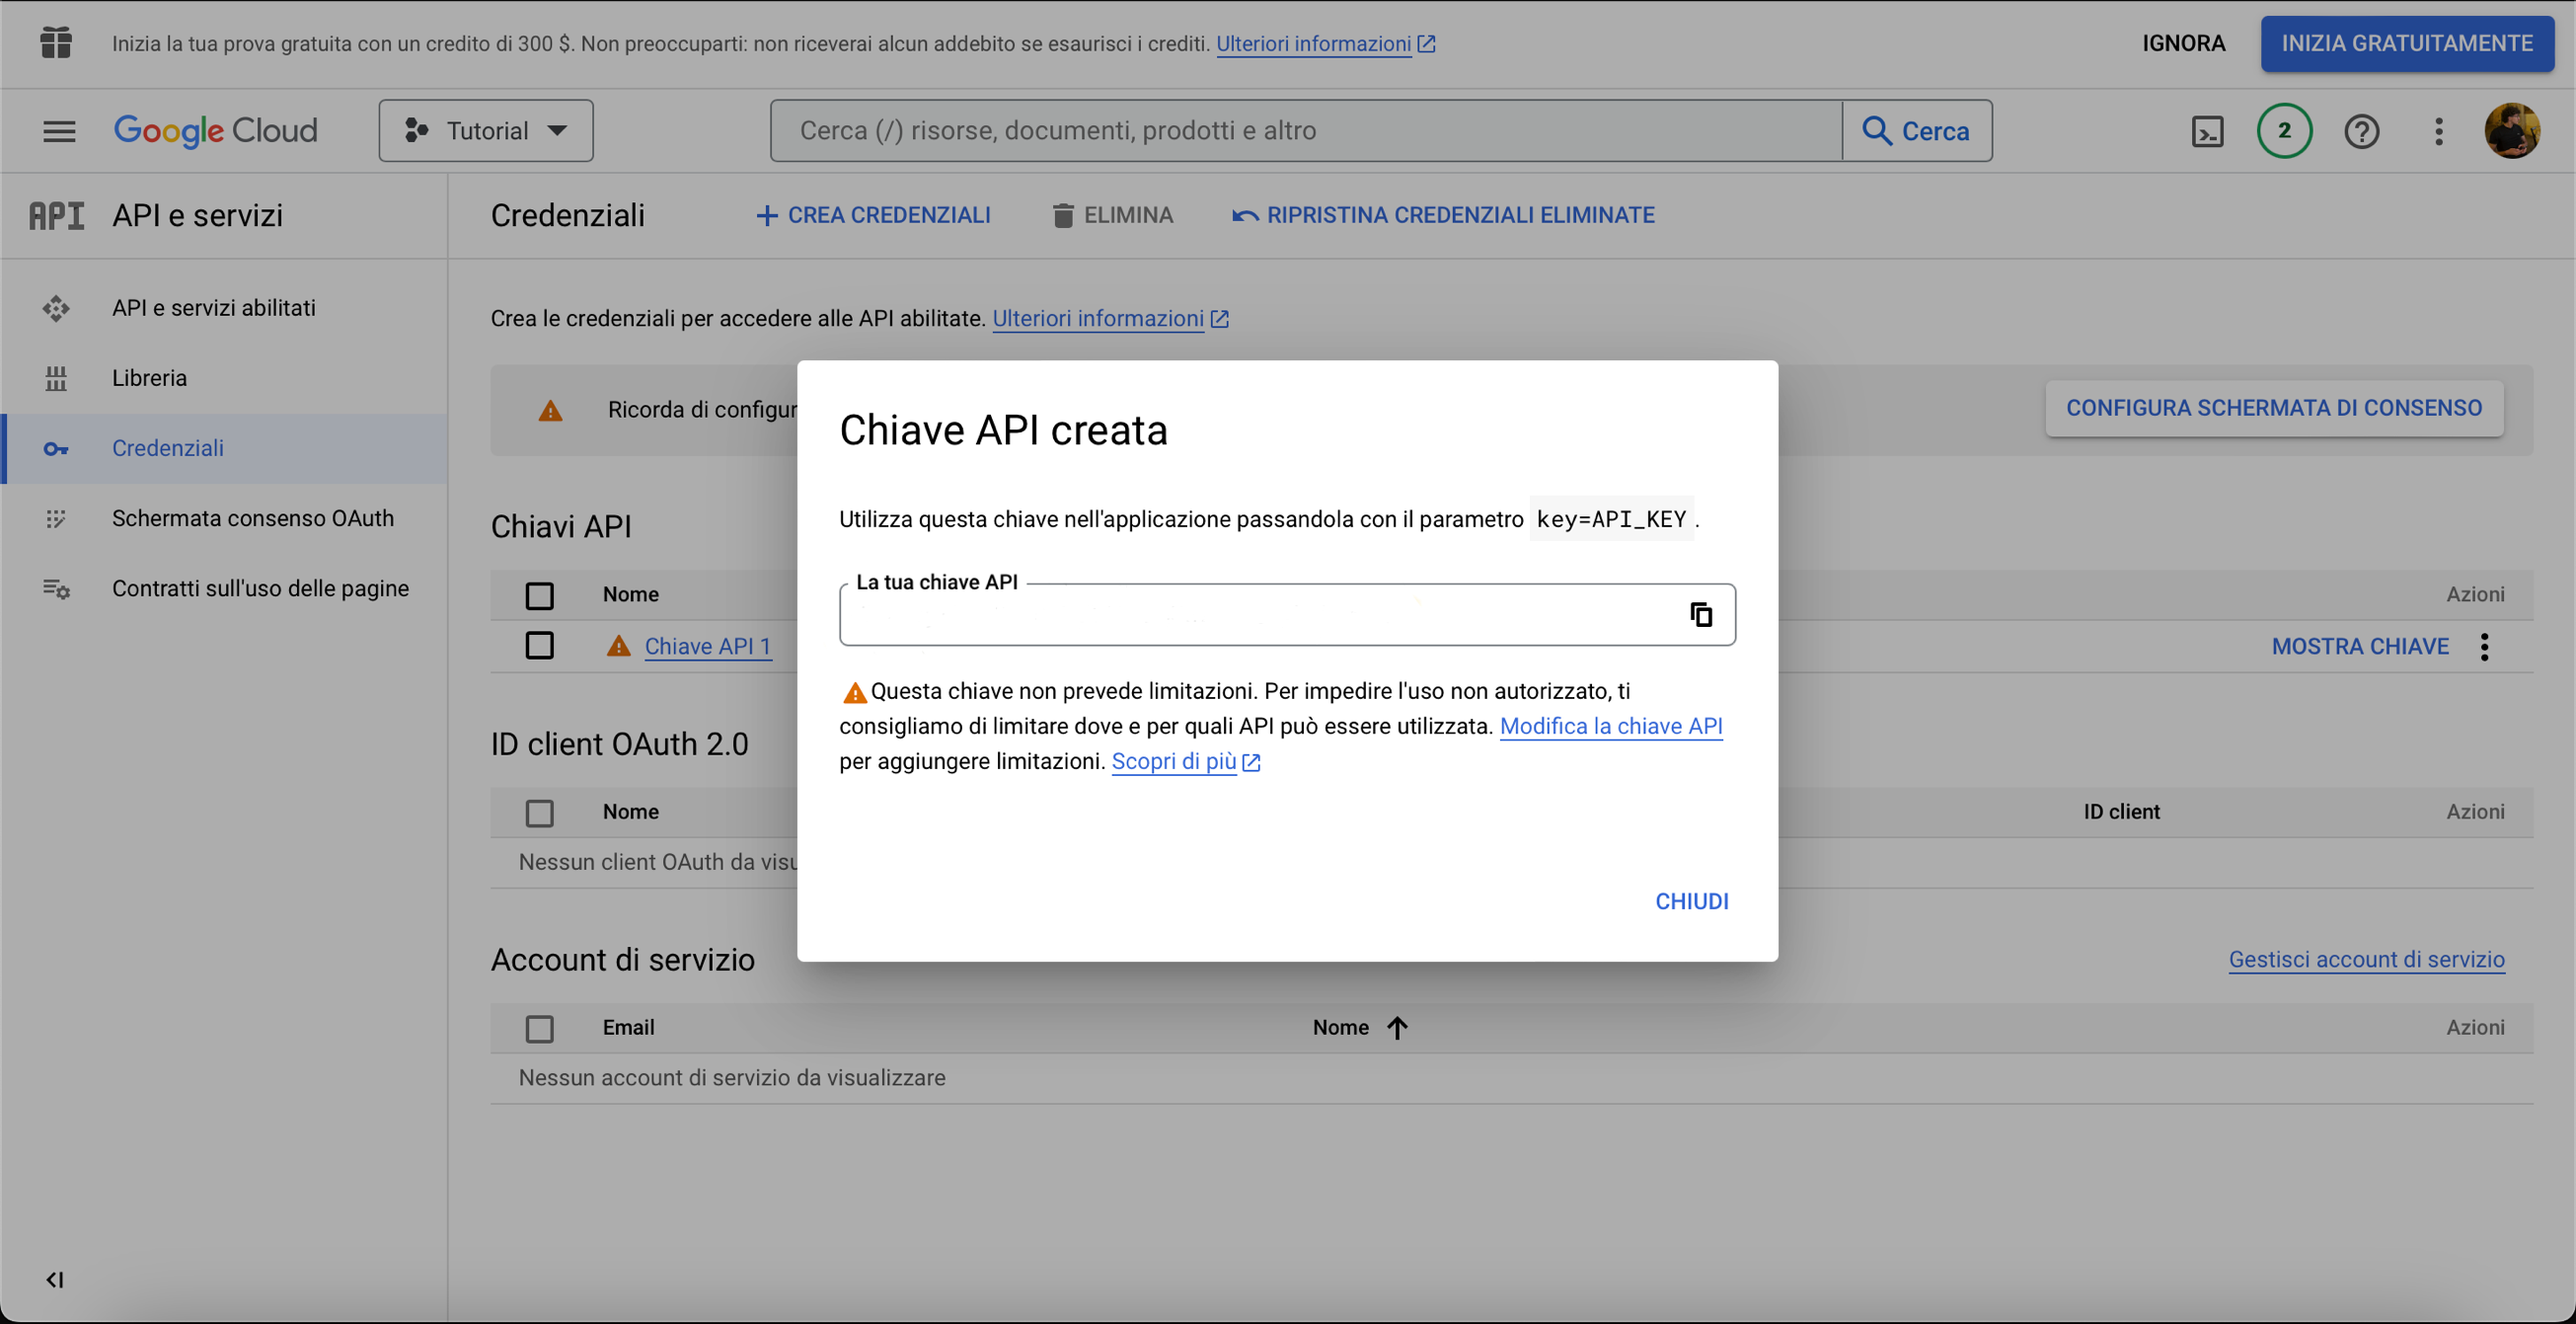 Inizia la tua prova gratuita con un credito di 300 $. Non preoccuparti: non riceverai alcun addebito se esaurisci i crediti. Ulteriori informazioni
IGNORA
INIZIA GRATUITAMENTE
Google Cloud
Tutorial
Cerca (/) risorse, documenti, prodotti e altro
Cerca
2
API API e servizi
Credenziali
CREA CREDENZIALI
ELIMINA
RIPRISTINA CREDENZIALI ELIMINATE
API e servizi abilitati
Libreria
Credenziali
Schermata consenso OAuth
Contratti sull'uso delle pagine
Crea le credenziali per accedere alle API abilitate. Ulteriori informazioni
Ricorda di configur
CONFIGURA SCHERMATA DI CONSENSO
Chiavi API
Nome
Azioni
Chiave API 1
MOSTRA CHIAVE
ID client OAuth 2.0
Nome
ID client
Azioni
Nessun client OAuth da visu
Account di servizio
Gestisci account di servizio
Email
Nome
Azioni
Nessun account di servizio da visualizzare
Chiave API creata
Utilizza questa chiave nell'applicazione passandola con il parametro key=API_KEY .
La tua chiave API
Questa chiave non prevede limitazioni. Per impedire l'uso non autorizzato, ti
consigliamo di limitare dove e per quali API può essere utilizzata. Modifica la chiave API
per aggiungere limitazioni. Scopri di più
CHIUDI